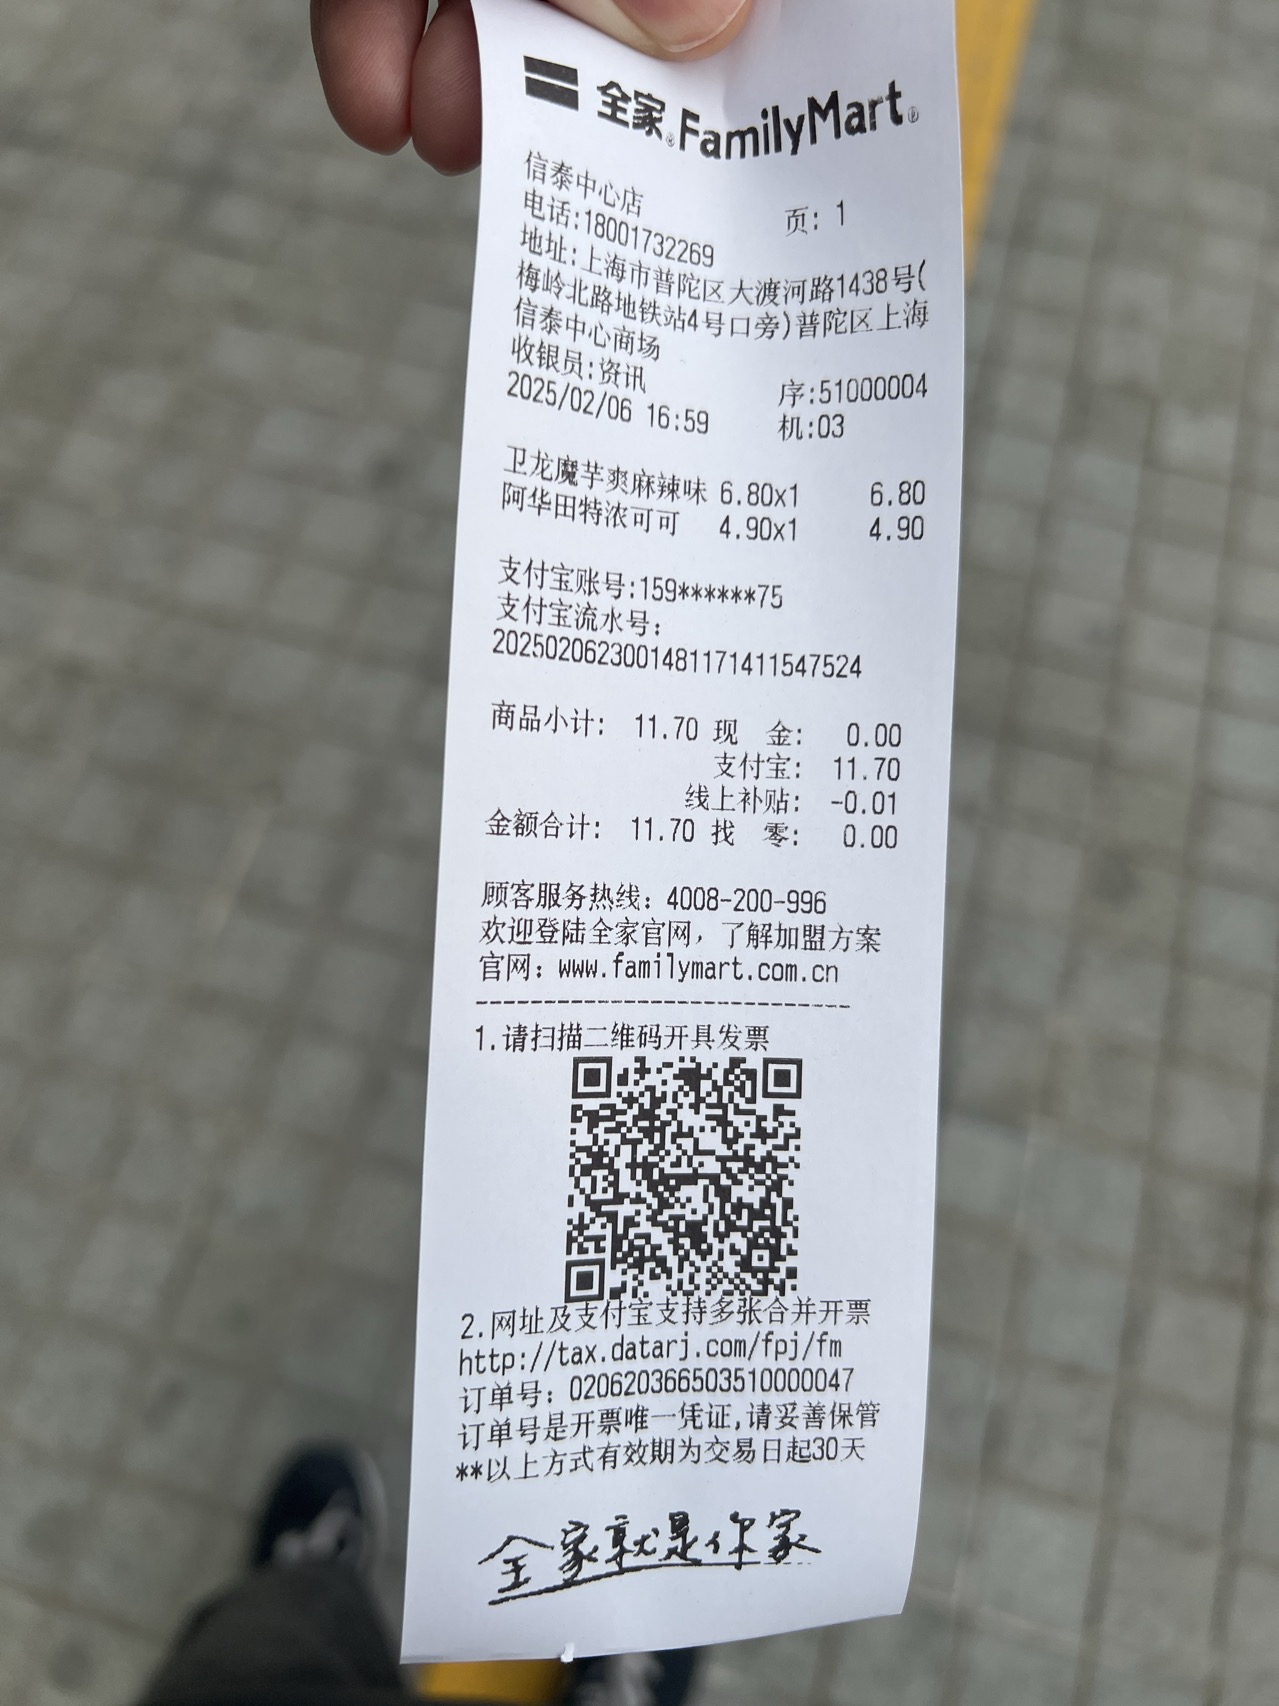 全家 FamilyMart
信泰中心店
电话:18001732269 页: 1
地址:上海市普陀区大渡河路1438号(
梅岭北路地铁站4号口旁)普陀区上海
信泰中心商场
收银员:资讯 序:51000004
2025/02/06 16:59 机:03
卫龙魔芋爽麻辣味 6.80x1 6.80
阿华田特浓可可 4.90x1 4.90
支付宝账号:159******75
支付宝流水号:
2025020623001481171411547524
商品小计: 11.70 现 金: 0.00
支付宝: 11.70
线上补贴: -0.01
金额合计: 11.70 找 零: 0.00
顾客服务热线: 4008-200-996
欢迎登陆全家官网, 了解加盟方案
官网: www.familymart.com.cn
1.请扫描二维码开具发票
2.网址及支付宝支持多张合并开票
http://tax.datarj.com/fpj/fm
订单号: 020620366503510000047
订单号是开票唯一凭证,请妥善保管
**以上方式有效期为交易日起30天
全家就是你家